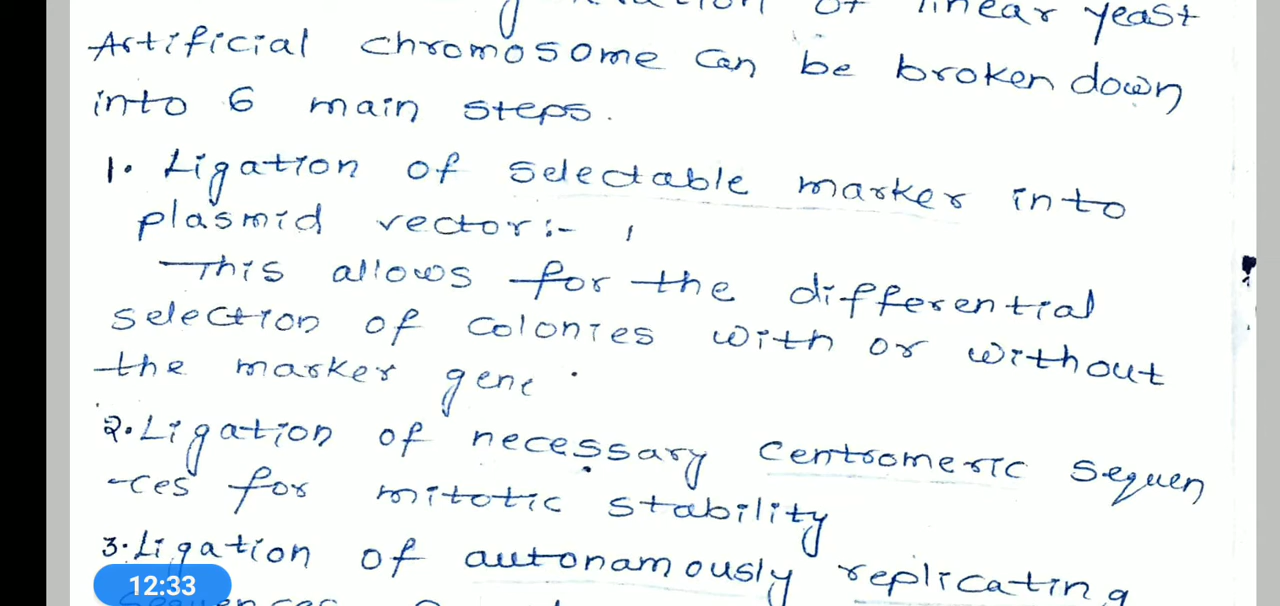 of linear yeast
Artificial chromosome can be broken down
into 6 main steps.
1. Ligation of selectable marker into
plasmid vector:-
This allows for the differential
selection of colonies with or without
the marker gene.
2. Ligation of necessary centromeric sequen
-ces for mitotic stability
3. Ligation of autonamously replicating
12:33